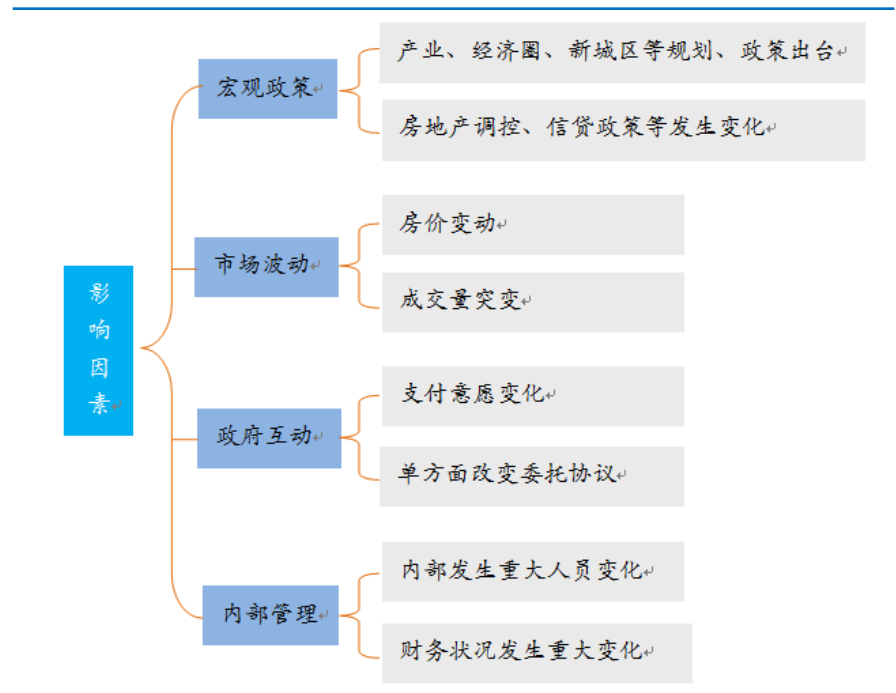 影响因素
宏观政策
产业、经济圈、新城区等规划、政策出台
房地产调控、信贷政策等发生变化
市场波动
房价变动
成交量突变
政府互动
支付意愿变化
单方面改变委托协议
内部管理
内部发生重大人员变化
财务状况发生重大变化